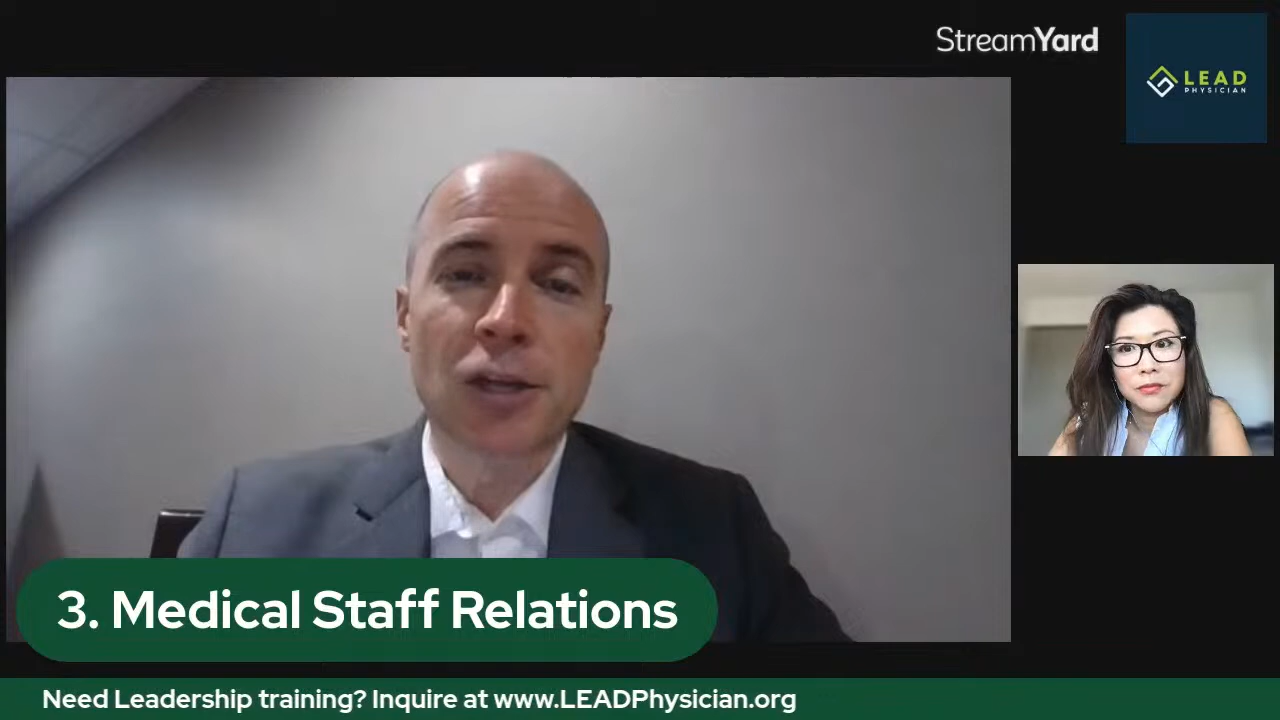 StreamYard
LEAD
PHYSICIAN
3. Medical Staff Relations
Need Leadership training? Inquire at www.LEADPhysician.org